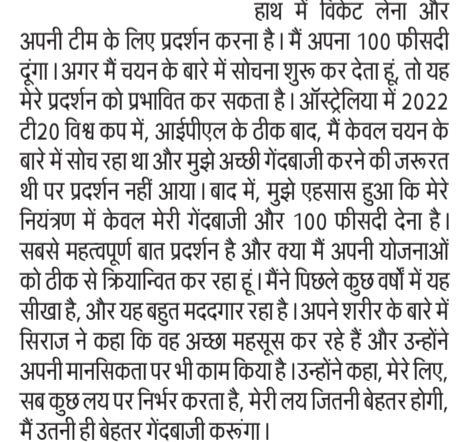 हाथ में विकेट लेना और
अपनी टीम के लिए प्रदर्शन करना है। मैं अपना 100 फीसदी
दूंगा। अगर मैं चयन के बारे में सोचना शुरू कर देता हूं, तो यह
मेरे प्रदर्शन को प्रभावित कर सकता है। ऑस्ट्रेलिया में 2022
टी20 विश्व कप में, आईपीएल के ठीक बाद, मैं केवल चयन के
बारे में सोच रहा था और मुझे अच्छी गेंदबाजी करने की जरूरत
थी पर प्रदर्शन नहीं आया। बाद में, मुझे एहसास हुआ कि मेरे
नियंत्रण में केवल मेरी गेंदबाजी और 100 फीसदी देना है।
सबसे महत्वपूर्ण बात प्रदर्शन है और क्या मैं अपनी योजनाओं
को ठीक से क्रियान्वित कर रहा हूं। मैंने पिछले कुछ वर्षों में यह
सीखा है, और यह बहुत मददगार रहा है। अपने शरीर के बारे में
सिराज ने कहा कि वह अच्छा महसूस कर रहे हैं और उन्होंने
अपनी मानसिकता पर भी काम किया है। उन्होंने कहा, मेरे लिए,
सब कुछ लय पर निर्भर करता है, मेरी लय जितनी बेहतर होगी,
मैं उतनी ही बेहतर गेंदबाजी करूंगा।